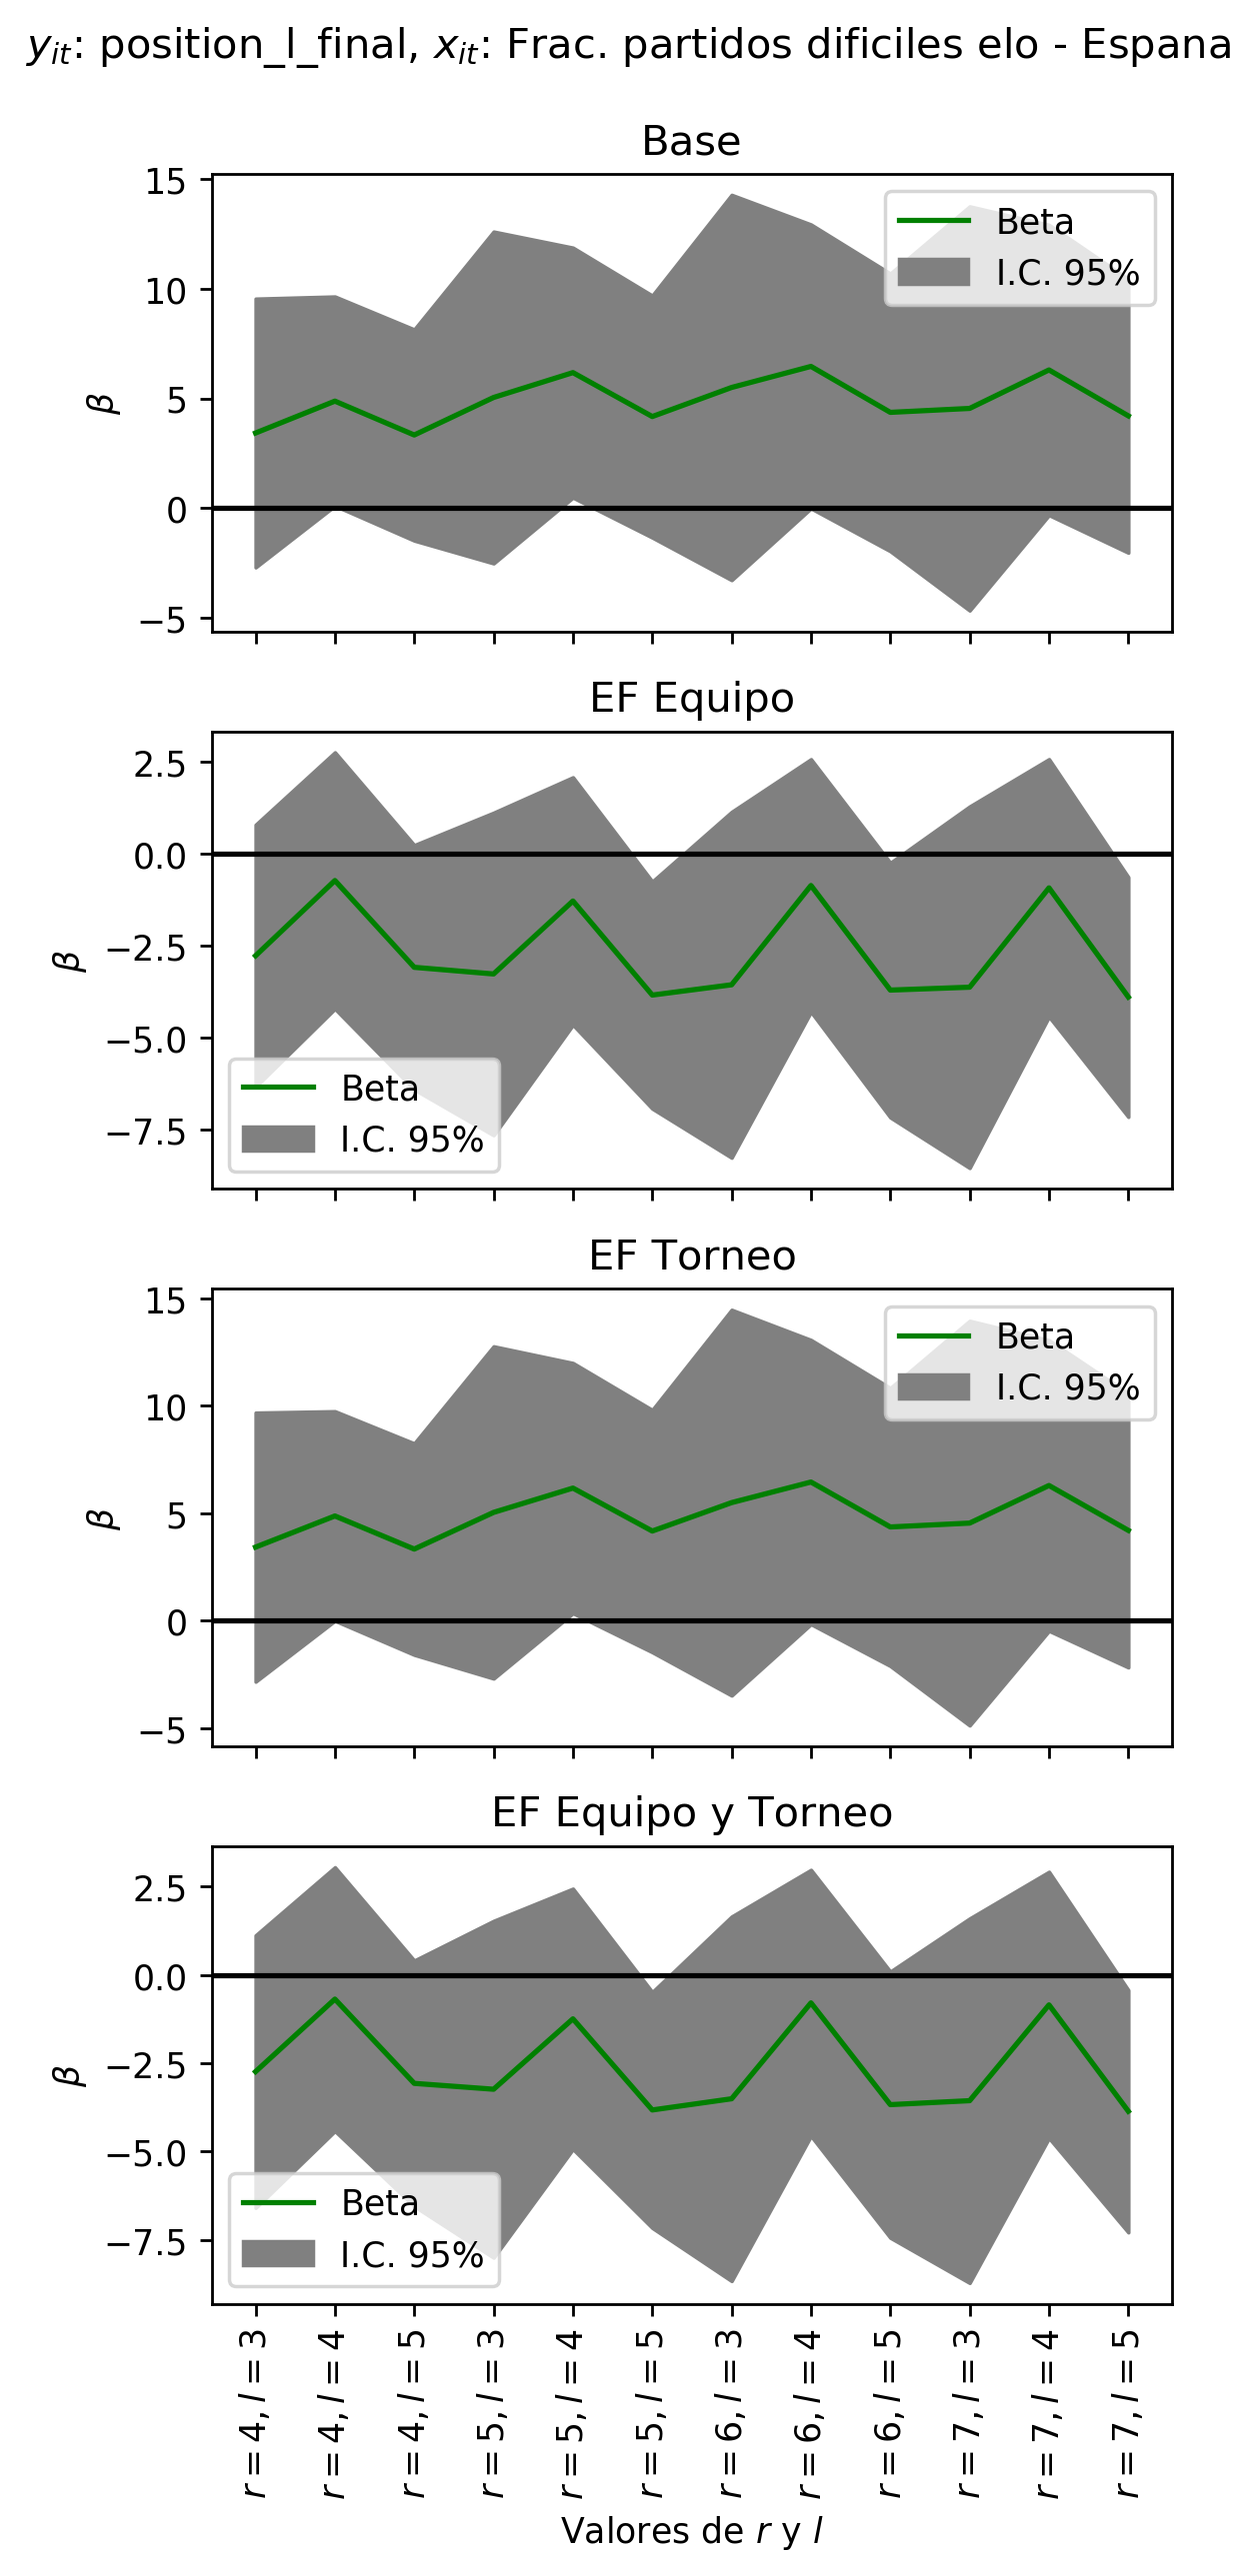 y_it: position_l_final, x_it: Frac. partidos dificiles elo - Espana
Base
15
10
5
0
−5
β
Beta
I.C. 95%
EF Equipo
2.5
0.0
−2.5
−5.0
−7.5
β
Beta
I.C. 95%
EF Torneo
15
10
5
0
−5
β
Beta
I.C. 95%
EF Equipo y Torneo
2.5
0.0
−2.5
−5.0
−7.5
β
Beta
I.C. 95%
r = 4, l = 3
r = 4, l = 4
r = 4, l = 5
r = 5, l = 3
r = 5, l = 4
r = 5, l = 5
r = 6, l = 3
r = 6, l = 4
r = 6, l = 5
r = 7, l = 3
r = 7, l = 4
r = 7, l = 5
Valores de r y l